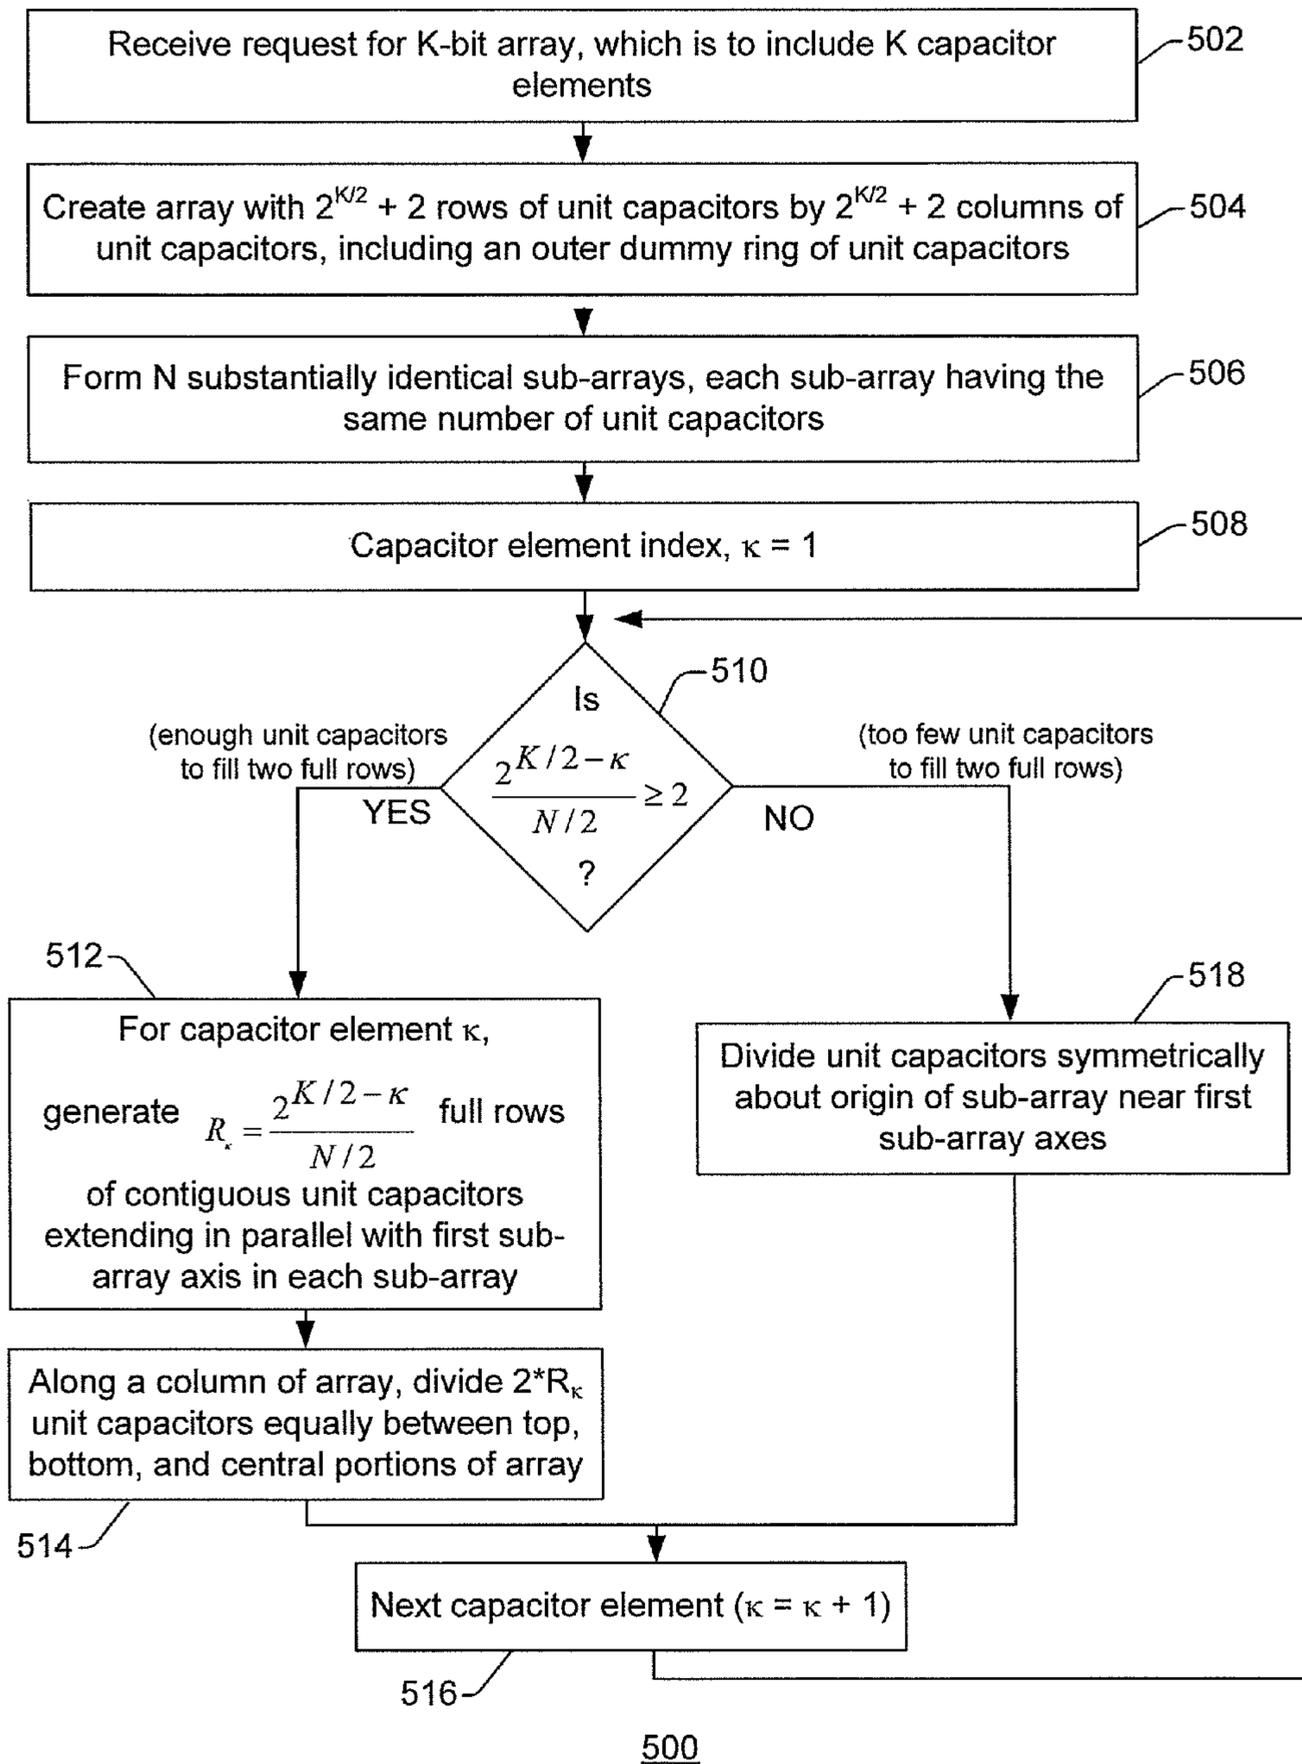 Receive request for K-bit array, which is to include K capacitor
elements
502
Create array with 2^{K/2} + 2 rows of unit capacitors by 2^{K/2} + 2 columns of
unit capacitors, including an outer dummy ring of unit capacitors
504
Form N substantially identical sub-arrays, each sub-array having the
same number of unit capacitors
506
Capacitor element index, κ = 1
508
510
Is
2^{K/2-κ}
N/2
≥ 2
?
(enough unit capacitors
to fill two full rows)
YES
(too few unit capacitors
to fill two full rows)
NO
512
For capacitor element κ,
generate R_κ = 2^{K/2-κ} / N/2 full rows
of contiguous unit capacitors
extending in parallel with first sub-
array axis in each sub-array
518
Divide unit capacitors symmetrically
about origin of sub-array near first
sub-array axes
Along a column of array, divide 2*R_κ
unit capacitors equally between top,
bottom, and central portions of array
514
Next capacitor element (κ = κ + 1)
516
500